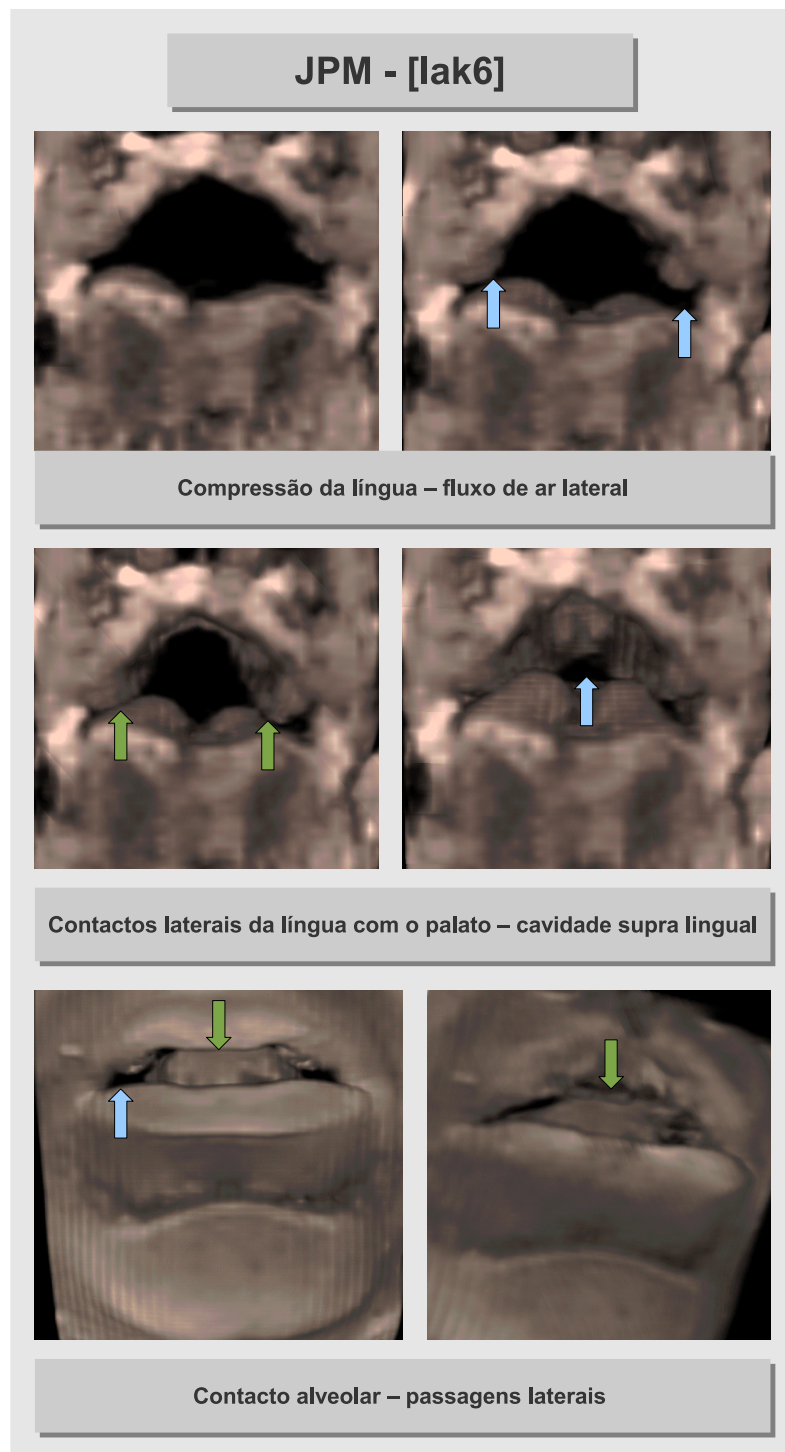 JPM - [lak6]
Compressão da língua – fluxo de ar lateral
Contactos laterais da língua com o palato – cavidade supra lingual
Contacto alveolar – passagens laterais